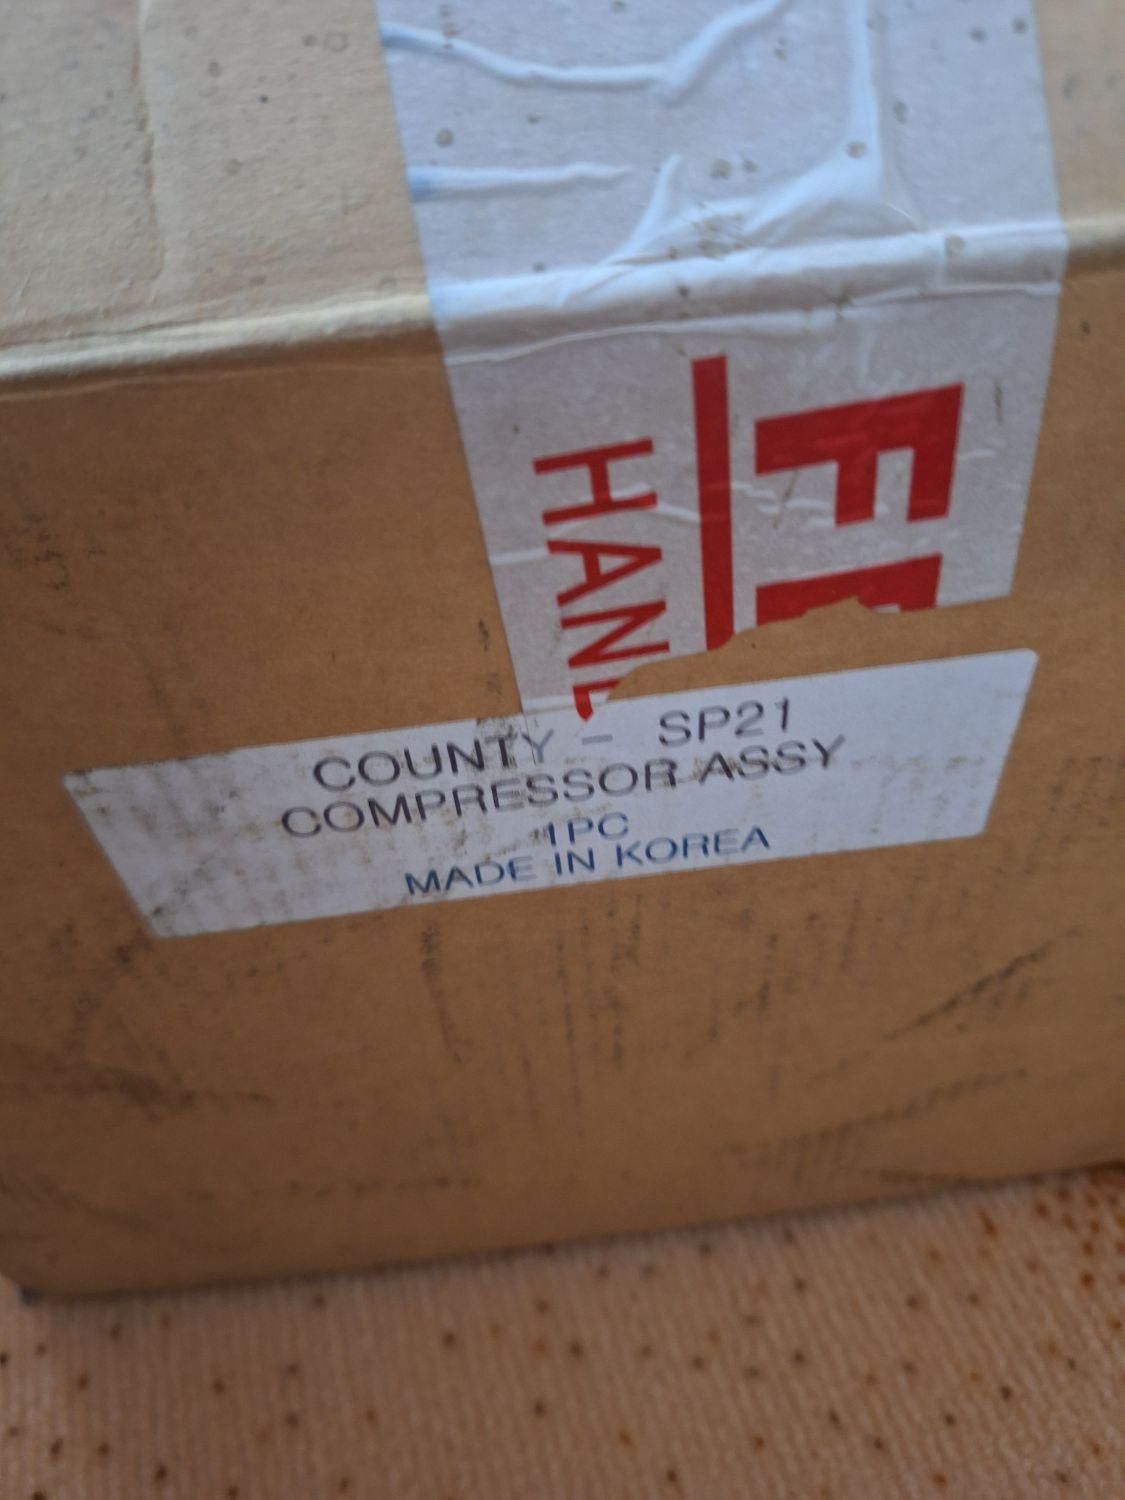 HAN
COUNTY - SP21
COMPRESSOR ASSY
1PC
MADE IN KOREA